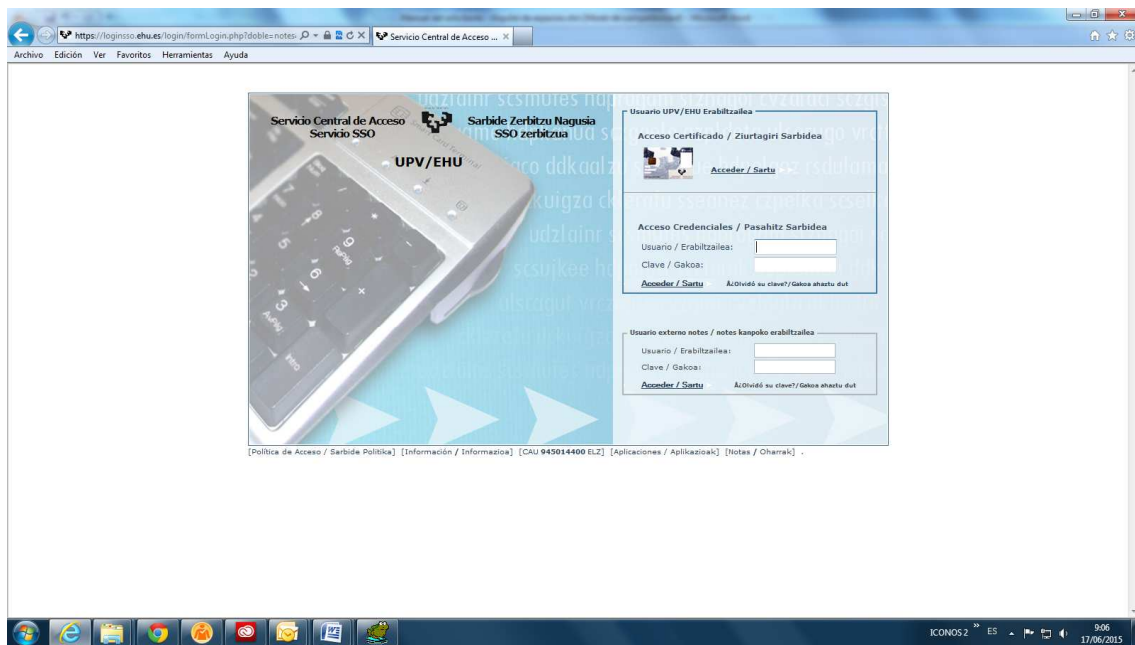 https://loginsso.ehu.es/login/formLogin.php?doble=notes
Servicio Central de Acceso ...
Archivo Edición Ver Favoritos Herramientas Ayuda
Servicio Central de Acceso
Servicio SSO
Sarbide Zerbitzu Nagusia
SSO zerbitzua
UPV/EHU
Usuario UPV/EHU Erabiltzailea
Acceso Certificado / Ziurtagiri Sarbidea
Acceder / Sartu
Acceso Credenciales / Pasahitz Sarbidea
Usuario / Erabiltzailea:
Clave / Gakoa:
Acceder / Sartu Â¿Olvidó su clave?/Gakoa ahaztu dut
Usuario externo notes / notes kanpoko erabiltzailea
Usuario / Erabiltzailea:
Clave / Gakoa:
Acceder / Sartu Â¿Olvidó su clave?/Gakoa ahaztu dut
[Política de Acceso / Sarbide Politika] [Información / Informazioa] [CAU 945014400 ELZ] [Aplicaciones / Aplikazioak] [Notas / Oharrak] .
ICONOS2 » ES
9:06
17/06/2015